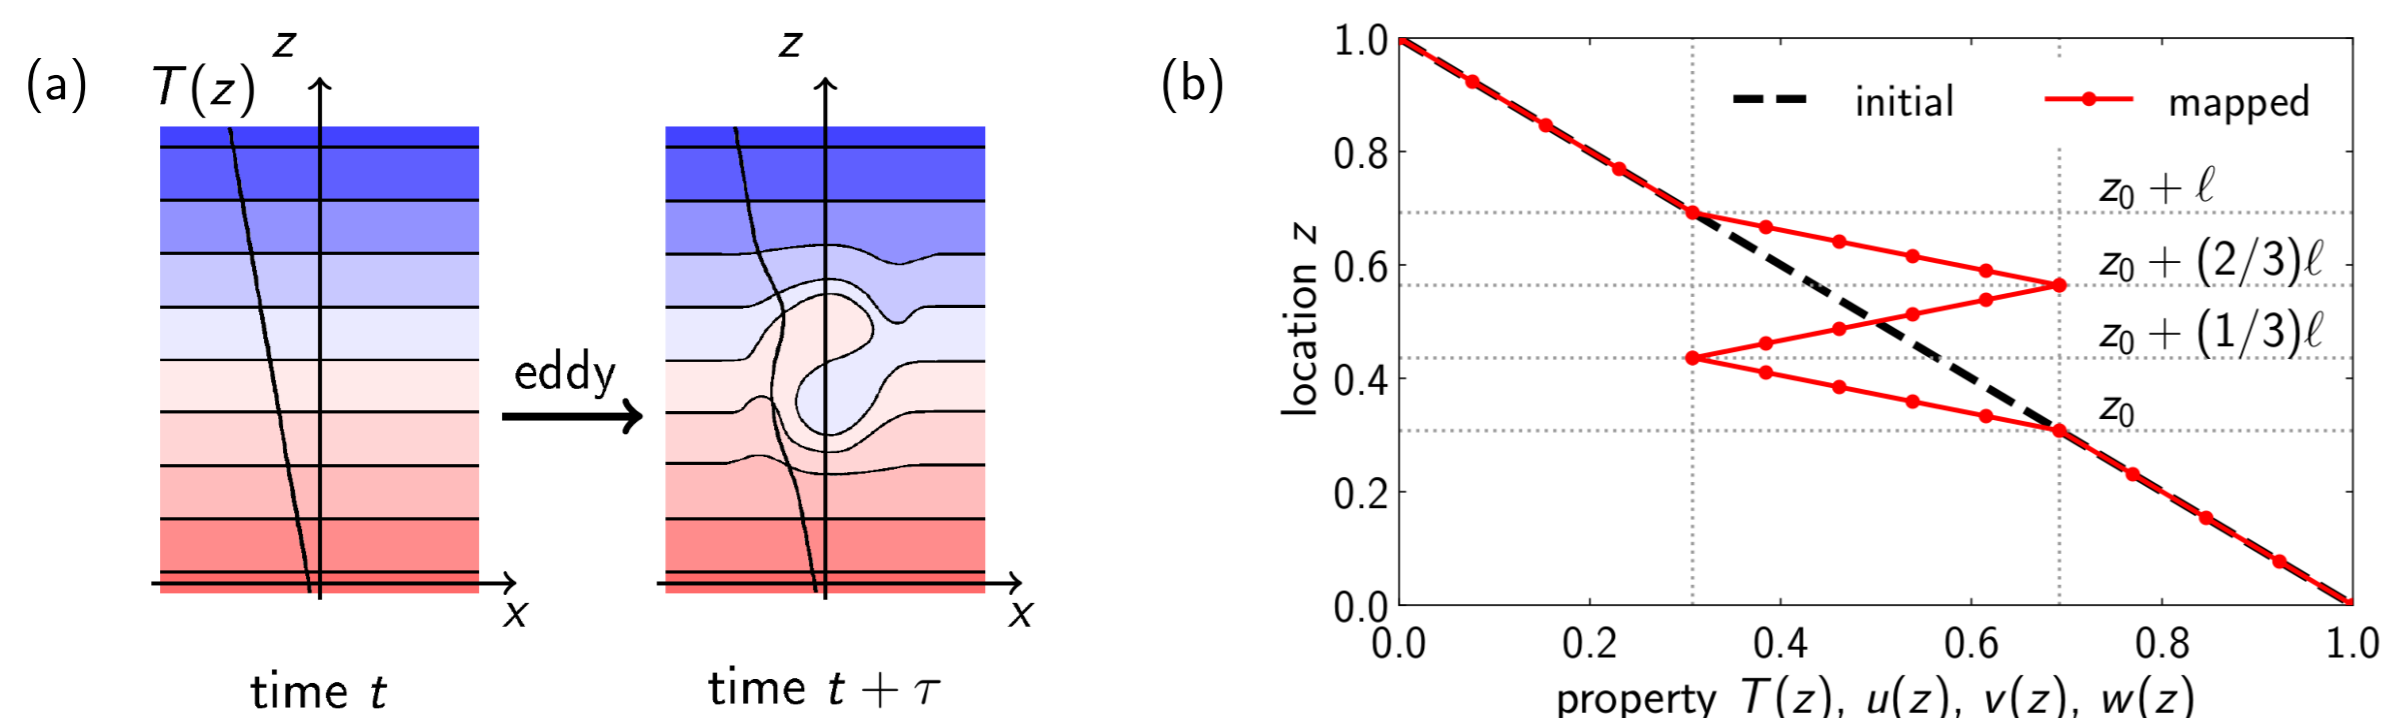 (a)
T(z)
z
x
time t
eddy
z
x
time t + τ
(b)
location z
1.0
0.8
0.6
0.4
0.2
0.0
initial
mapped
z₀ + ℓ
z₀ + (2/3)ℓ
z₀ + (1/3)ℓ
z₀
0.0 0.2 0.4 0.6 0.8 1.0
property T(z), u(z), v(z), w(z)